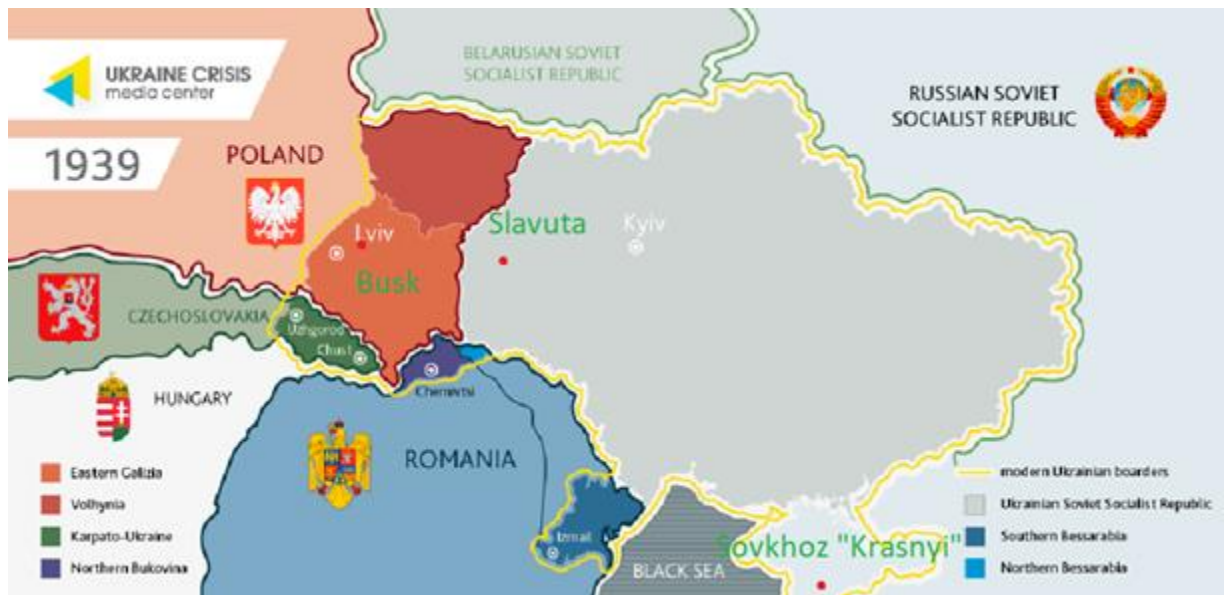 UKRAINE CRISIS
media center
1939
BELARUSIAN SOVIET
SOCIALIST REPUBLIC
RUSSIAN SOVIET
SOCIALIST REPUBLIC
POLAND
Lviv
Slavuta
Kyiv
Busk
CZECHOSLOVAKIA
Uzhgorod
Chust
HUNGARY
Chernivtsi
ROMANIA
Eastern Galizia
Volhynia
Karpato-Ukraine
Northern Bukovina
Izmail
BLACK SEA
Sovkhoz "Krasnyi"
modern Ukrainian boarders
Ukrainian Soviet Socialist Republic
Southern Bessarabia
Northern Bessarabia